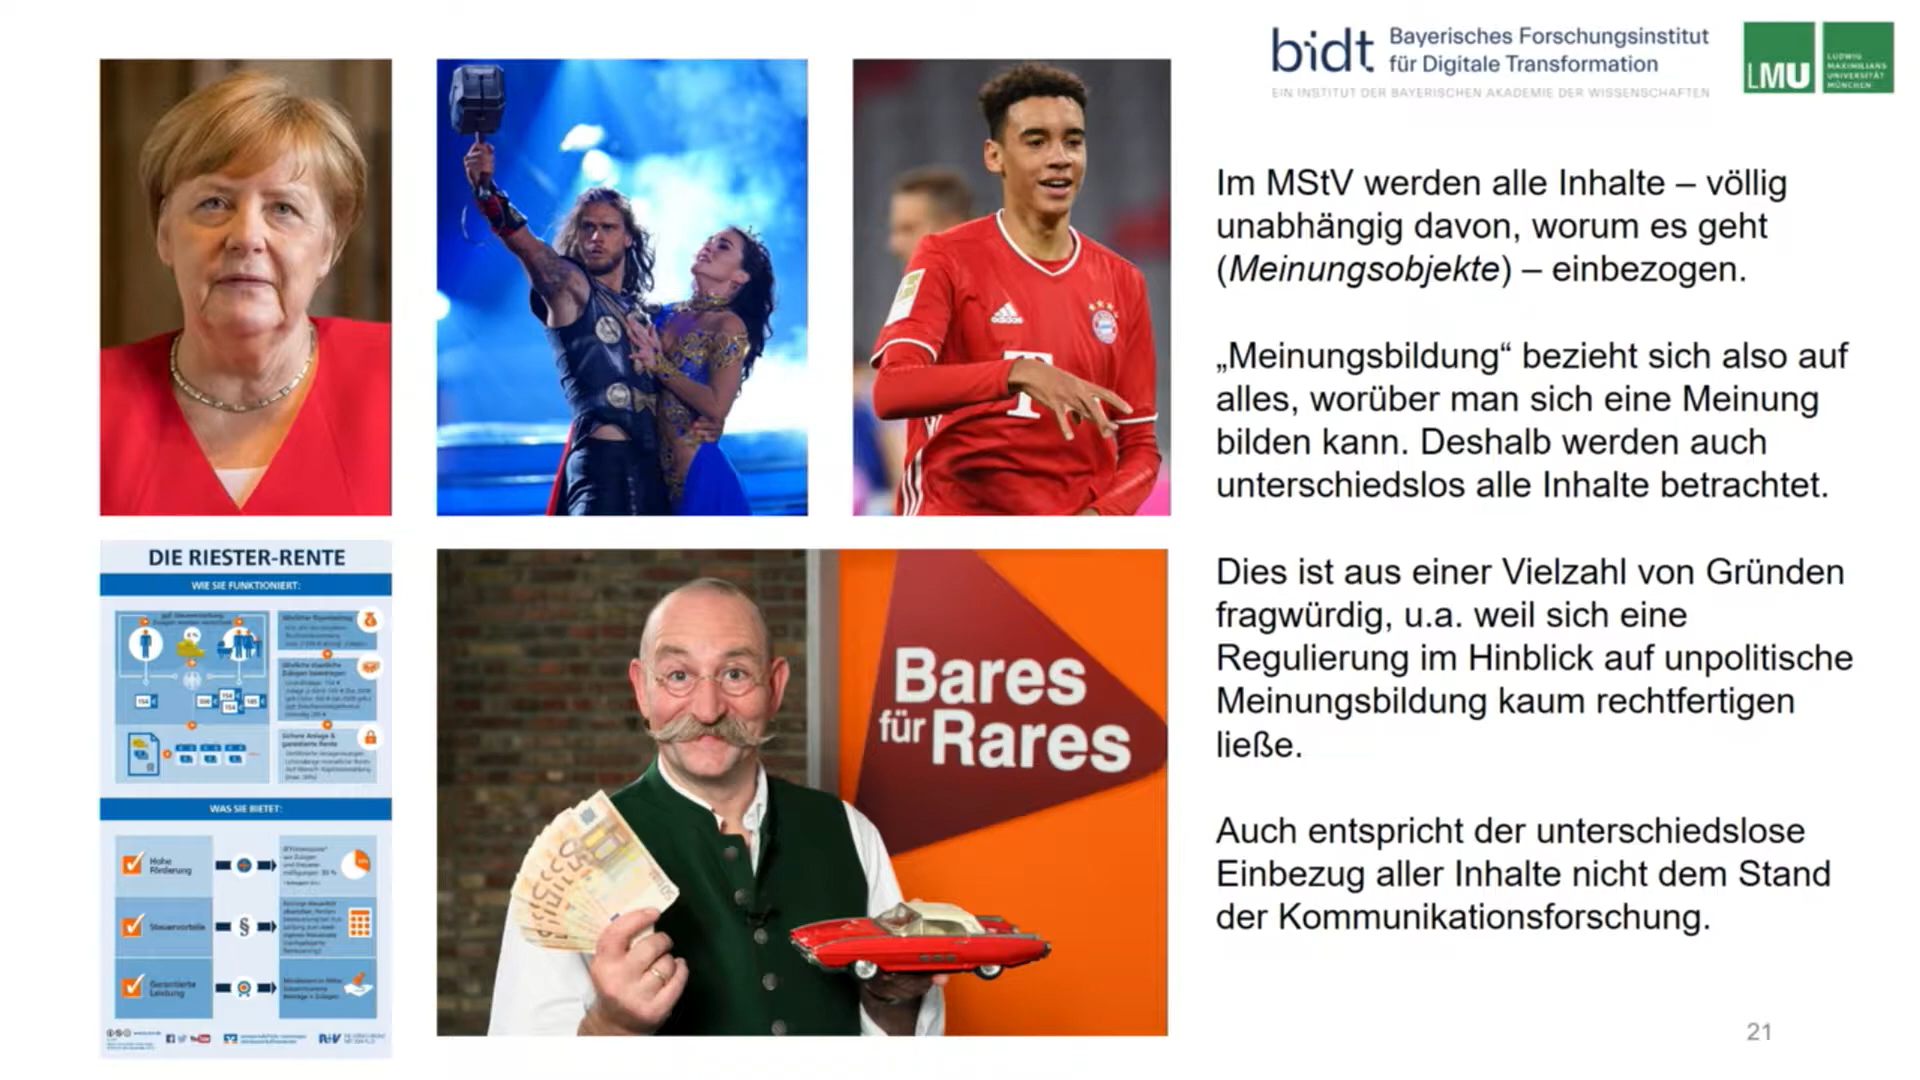 bidt Bayerisches Forschungsinstitut
für Digitale Transformation
EIN INSTITUT DER BAYERISCHEN AKADEMIE DER WISSENSCHAFTEN
LMU
LUDWIG
MAXIMILIANS
UNIVERSITÄT
MÜNCHEN
Im MStV werden alle Inhalte – völlig
unabhängig davon, worum es geht
(Meinungsobjekte) – einbezogen.
„Meinungsbildung“ bezieht sich also auf
alles, worüber man sich eine Meinung
bilden kann. Deshalb werden auch
unterschiedslos alle Inhalte betrachtet.
Dies ist aus einer Vielzahl von Gründen
fragwürdig, u.a. weil sich eine
Regulierung im Hinblick auf unpolitische
Meinungsbildung kaum rechtfertigen
ließe.
Auch entspricht der unterschiedslose
Einbezug aller Inhalte nicht dem Stand
der Kommunikationsforschung.
T
DIE RIESTER-RENTE
WIE SIE FUNKTIONIERT:
WAS SIE BIETET:
Hohe
Förderung
Steuervorteile
§
Garantierte
Leistung
Bares
für Rares
21